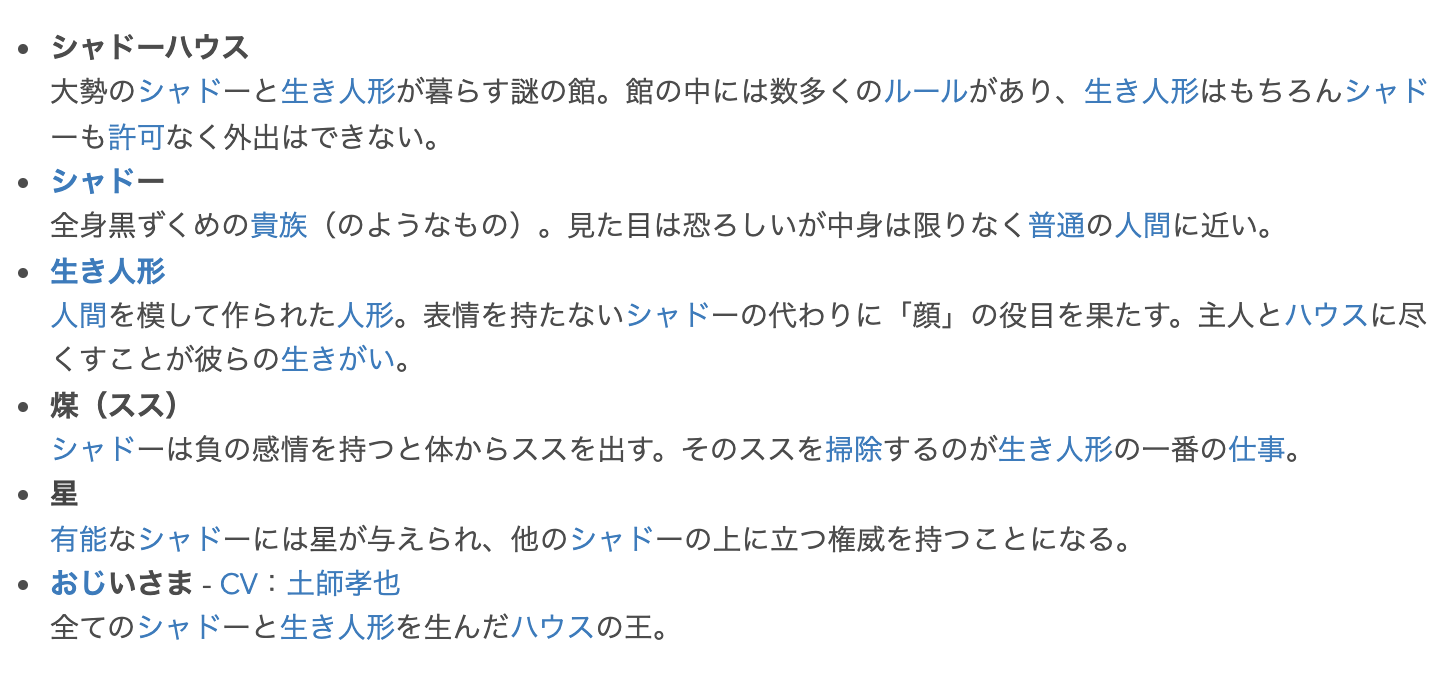 シャドーハウス
大勢のシャドーと生き人形が暮らす謎の館。館の中には数多くのルールがあり、生き人形はもちろんシャド
ーも許可なく外出はできない。
シャドー
全身黒ずくめの貴族（のようなもの）。見た目は恐ろしいが中身は限りなく普通の人間に近い。
生き人形
人間を模して作られた人形。表情を持たないシャドーの代わりに「顔」の役目を果たす。主人とハウスに尽
くすことが彼らの生きがい。
煤（スス）
シャドーは負の感情を持つと体からススを出す。そのススを掃除するのが生き人形の一番の仕事。
星
有能なシャドーには星が与えられ、他のシャドーの上に立つ権威を持つことになる。
おじいさま - CV：土師孝也
全てのシャドーと生き人形を生んだハウスの王。